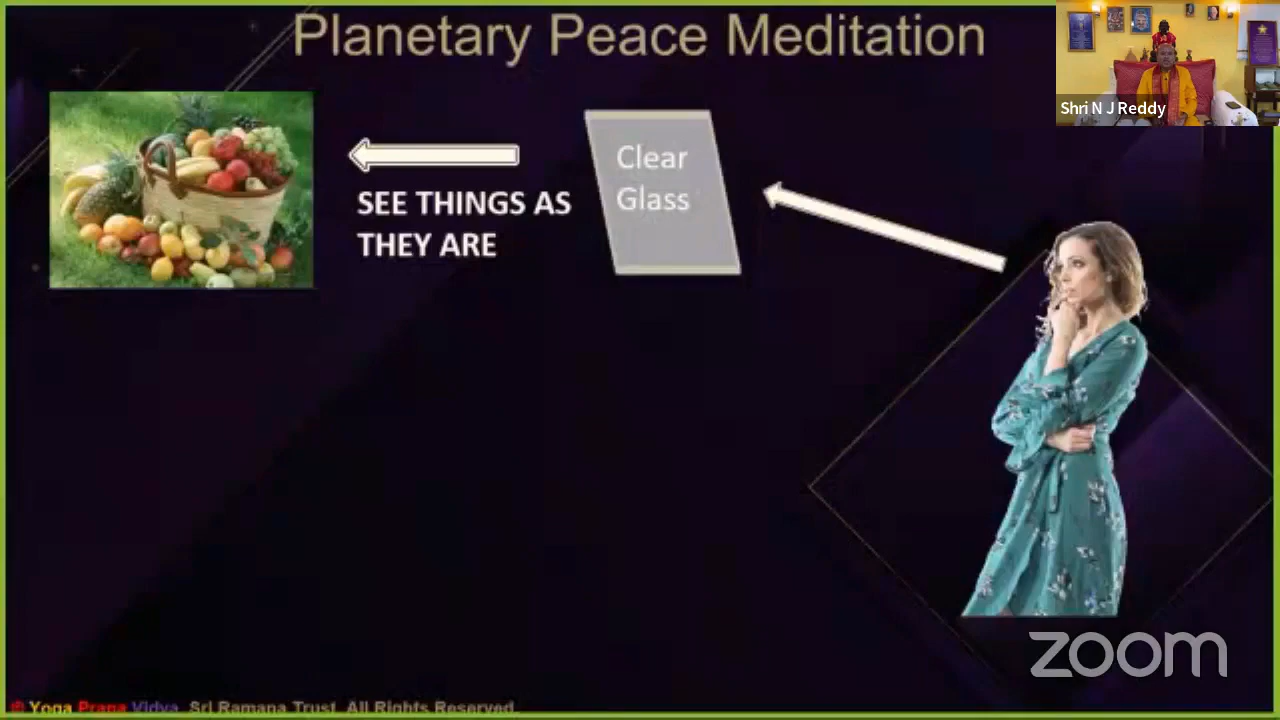 Planetary Peace Meditation
Shri N J Reddy
Clear
Glass
SEE THINGS AS
THEY ARE
zoom
© Yoga Prana Vidya, Sri Ramana Trust. All Rights Reserved.